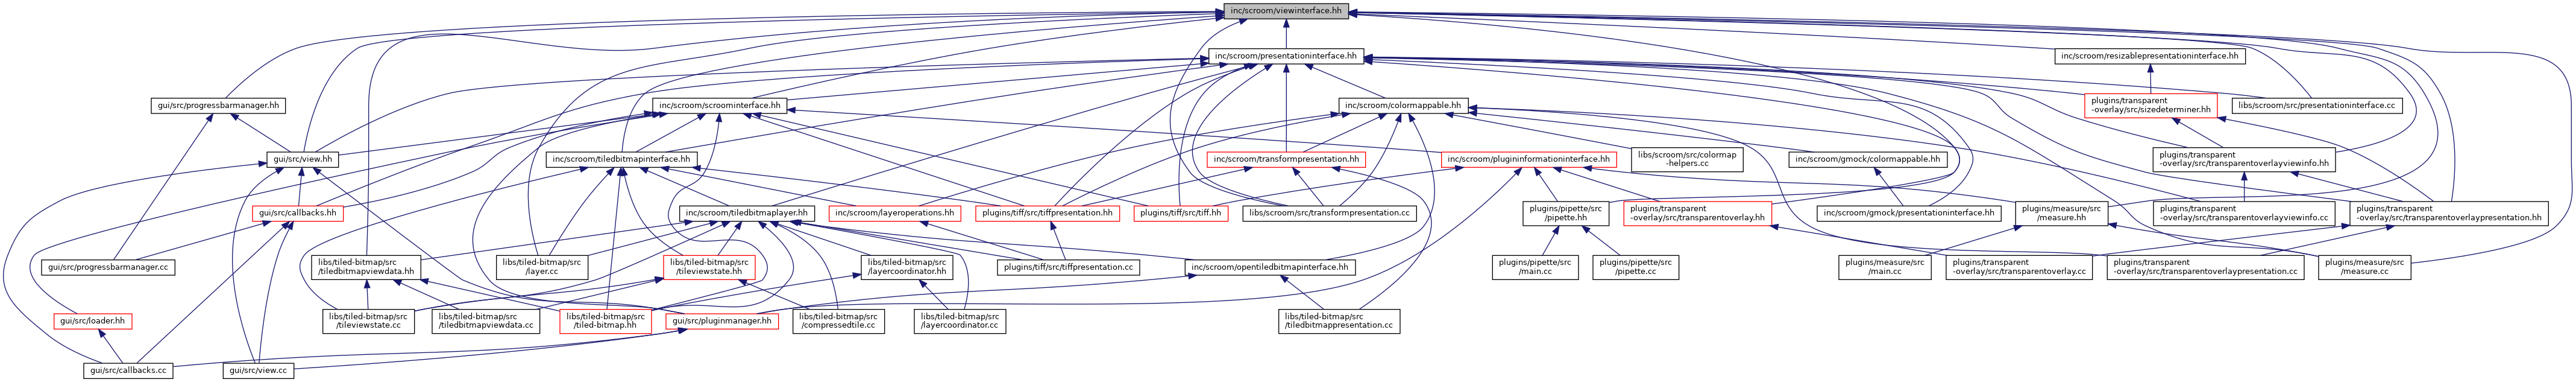 inc/scroom/viewinterface.hh
inc/scroom/presentationinterface.hh
inc/scroom/resizablepresentationinterface.hh
gui/src/progressbarmanager.hh
inc/scroom/scroominterface.hh
inc/scroom/colormappable.hh
plugins/transparent
-overlay/src/sizedeterminer.hh
libs/scroom/src/presentationinterface.cc
gui/src/view.hh
inc/scroom/tiledbitmapinterface.hh
inc/scroom/transformpresentation.hh
inc/scroom/plugininformationinterface.hh
libs/scroom/src/colormap
-helpers.cc
inc/scroom/gmock/colormappable.hh
plugins/transparent
-overlay/src/transparentoverlayviewinfo.hh
gui/src/callbacks.hh
inc/scroom/tiledbitmaplayer.hh
inc/scroom/layeroperations.hh
plugins/tiff/src/tiffpresentation.hh
plugins/tiff/src/tiff.hh
libs/scroom/src/transformpresentation.cc
plugins/pipette/src
/pipette.hh
plugins/transparent
-overlay/src/transparentoverlay.hh
inc/scroom/gmock/presentationinterface.hh
plugins/measure/src
/measure.hh
plugins/transparent
-overlay/src/transparentoverlayviewinfo.cc
plugins/transparent
-overlay/src/transparentoverlaypresentation.hh
gui/src/progressbarmanager.cc
libs/tiled-bitmap/src
/tiledbitmapviewdata.hh
libs/tiled-bitmap/src
/layer.cc
libs/tiled-bitmap/src
/tileviewstate.hh
libs/tiled-bitmap/src
/layercoordinator.hh
plugins/tiff/src/tiffpresentation.cc
inc/scroom/opentiledbitmapinterface.hh
plugins/pipette/src
/main.cc
plugins/pipette/src
/pipette.cc
plugins/measure/src
/main.cc
plugins/transparent
-overlay/src/transparentoverlay.cc
plugins/transparent
-overlay/src/transparentoverlaypresentation.cc
plugins/measure/src
/measure.cc
gui/src/loader.hh
libs/tiled-bitmap/src
/tileviewstate.cc
libs/tiled-bitmap/src
/tiledbitmapviewdata.cc
libs/tiled-bitmap/src
/tiled-bitmap.hh
gui/src/pluginmanager.hh
libs/tiled-bitmap/src
/compressedtile.cc
libs/tiled-bitmap/src
/layercoordinator.cc
libs/tiled-bitmap/src
/tiledbitmappresentation.cc
gui/src/callbacks.cc
gui/src/view.cc